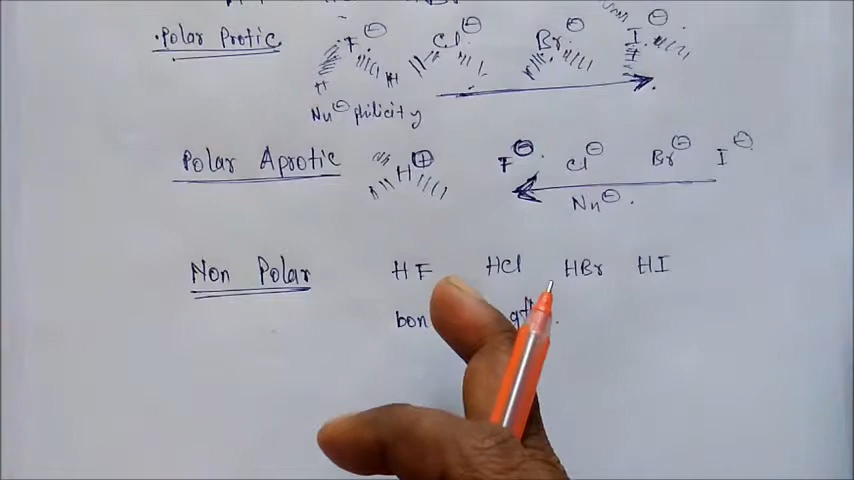 Polar Protic F⊖ Cl⊖ Br⊖ I⊖
H H H
Nu⊖philicity
Polar Aprotic H⊕ F⊖ Cl⊖ Br⊖ I⊖
Nu⊖.
Non Polar HF HCl HBr HI